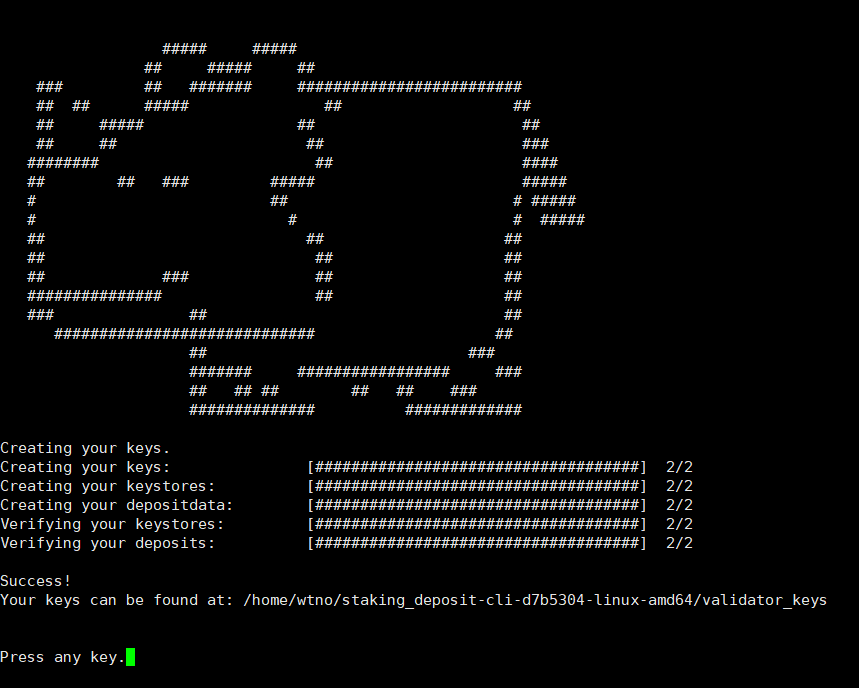 Creating your keys.
Creating your keys: [####################################] 2/2
Creating your keystores: [####################################] 2/2
Creating your depositdata: [####################################] 2/2
Verifying your keystores: [####################################] 2/2
Verifying your deposits: [####################################] 2/2
Success!
Your keys can be found at: /home/wtno/staking_deposit-cli-d7b5304-linux-amd64/validator_keys
Press any key.